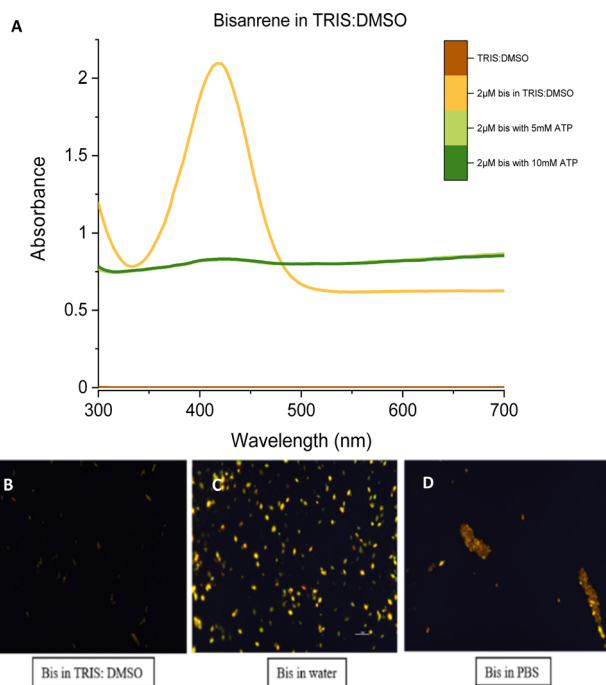 A
Bisanrene in TRIS:DMSO
TRIS:DMSO
2µM bis in TRIS:DMSO
2µM bis with 5mM ATP
2µM bis with 10mM ATP
2
1.5
1
0.5
0
Absorbance
300
400
500
600
700
Wavelength (nm)
B
C
D
Bis in TRIS: DMSO
Bis in water
Bis in PBS